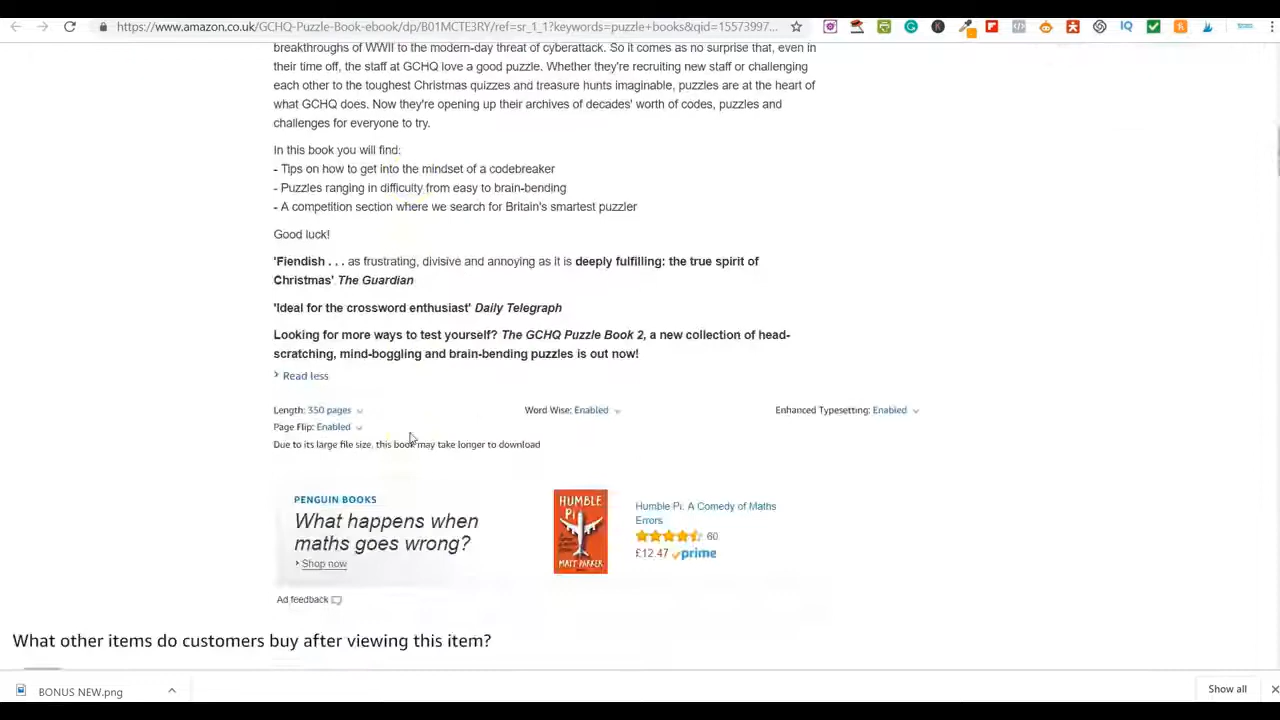 https://www.amazon.co.uk/GCHQ-Puzzle-Book-ebook/dp/B01MCTE3RY/ref=sr_1_1?keywords=puzzle+books&qid=15573997...
breakthroughs of WWII to the modern-day threat of cyberattack. So it comes as no surprise that, even in
their time off, the staff at GCHQ love a good puzzle. Whether they're recruiting new staff or challenging
each other to the toughest Christmas quizzes and treasure hunts imaginable, puzzles are at the heart of
what GCHQ does. Now they're opening up their archives of decades' worth of codes, puzzles and
challenges for everyone to try.
In this book you will find:
- Tips on how to get into the mindset of a codebreaker
- Puzzles ranging in difficulty from easy to brain-bending
- A competition section where we search for Britain's smartest puzzler
Good luck!
'Fiendish . . . as frustrating, divisive and annoying as it is deeply fulfilling: the true spirit of
Christmas' The Guardian
'Ideal for the crossword enthusiast' Daily Telegraph
Looking for more ways to test yourself? The GCHQ Puzzle Book 2, a new collection of head-
scratching, mind-boggling and brain-bending puzzles is out now!
Read less
Length: 350 pages Word Wise: Enabled Enhanced Typesetting: Enabled
Page Flip: Enabled
Due to its large file size, this book may take longer to download
PENGUIN BOOKS
What happens when
maths goes wrong?
Shop now
HUMBLE
PI
MATT PARKER
Humble Pi: A Comedy of Maths
Errors
60
£12.47 prime
Ad feedback
What other items do customers buy after viewing this item?
BONUS NEW.png
Show all